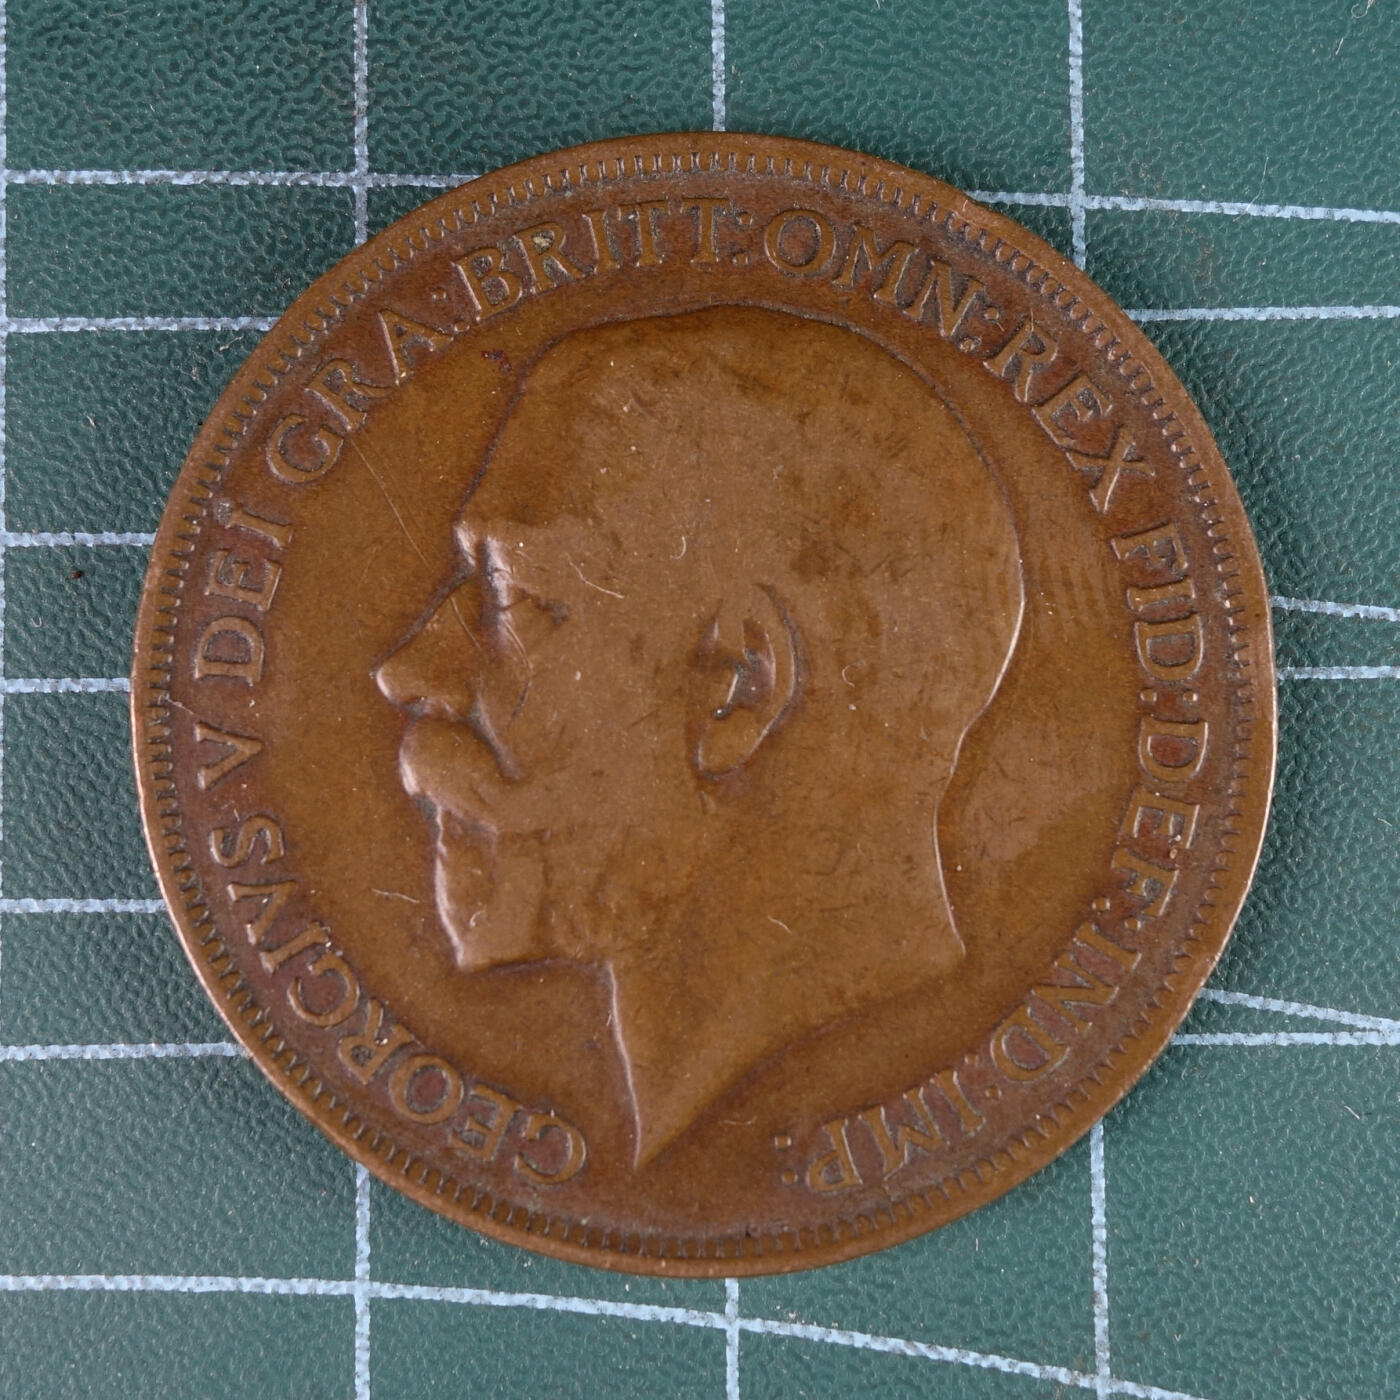 GEORGIVS V DEI GRA: BRITT: OMN: REX FID: DEF: IND: IMP: